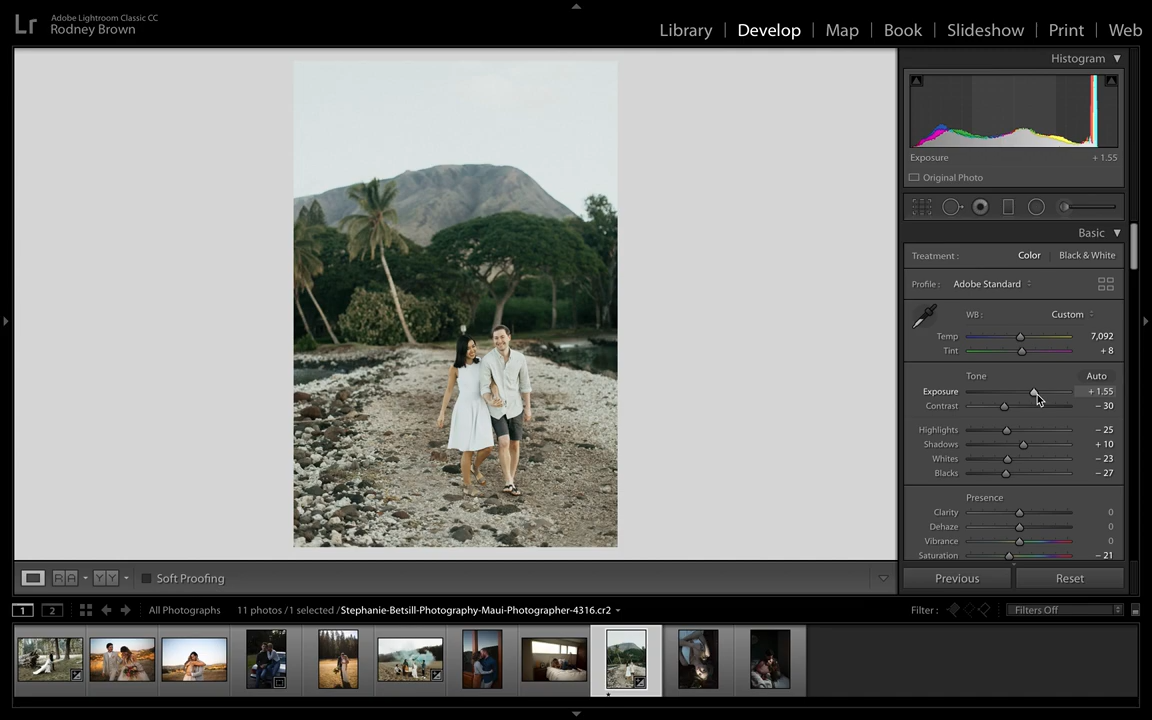 Lr
Adobe Lightroom Classic CC
Rodney Brown
Library | Develop | Map | Book | Slideshow | Print | Web
Histogram
Exposure + 1.55
Original Photo
Basic
Treatment : Color | Black & White
Profile : Adobe Standard
WB : Custom
Temp 7,092
Tint + 8
Tone Auto
Exposure + 1.55
Contrast – 30
Highlights – 25
Shadows + 10
Whites – 23
Blacks – 27
Presence
Clarity 0
Dehaze 0
Vibrance 0
Saturation – 21
R A Y Y Soft Proofing
Previous Reset
1 2 All Photographs 11 photos / 1 selected / Stephanie-Betsill-Photography-Maui-Photographer-4316.cr2 Filter : Filters Off